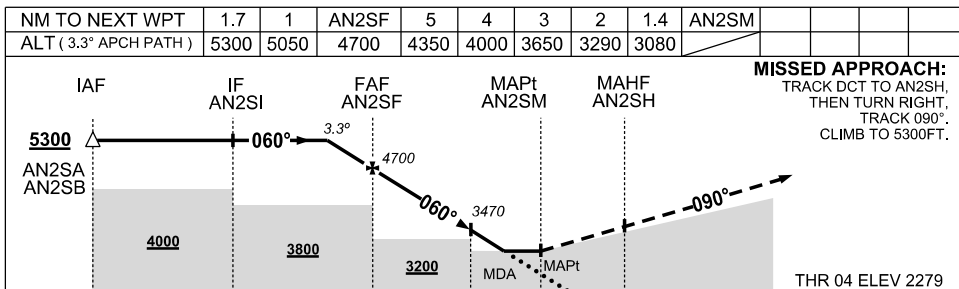 NM TO NEXT WPT 1.7 1 AN2SF 5 4 3 2 1.4 AN2SM
ALT ( 3.3° APCH PATH ) 5300 5050 4700 4350 4000 3650 3290 3080
MISSED APPROACH:
TRACK DCT TO AN2SH,
THEN TURN RIGHT,
TRACK 090°.
CLIMB TO 5300FT.
IAF
IF
AN2SI
FAF
AN2SF
MAPt
AN2SM
MAHF
AN2SH
5300
060°
3.3°
AN2SA
AN2SB
4700
060°
3470
090°
4000
3800
3200
MDA
MAPt
THR 04 ELEV 2279